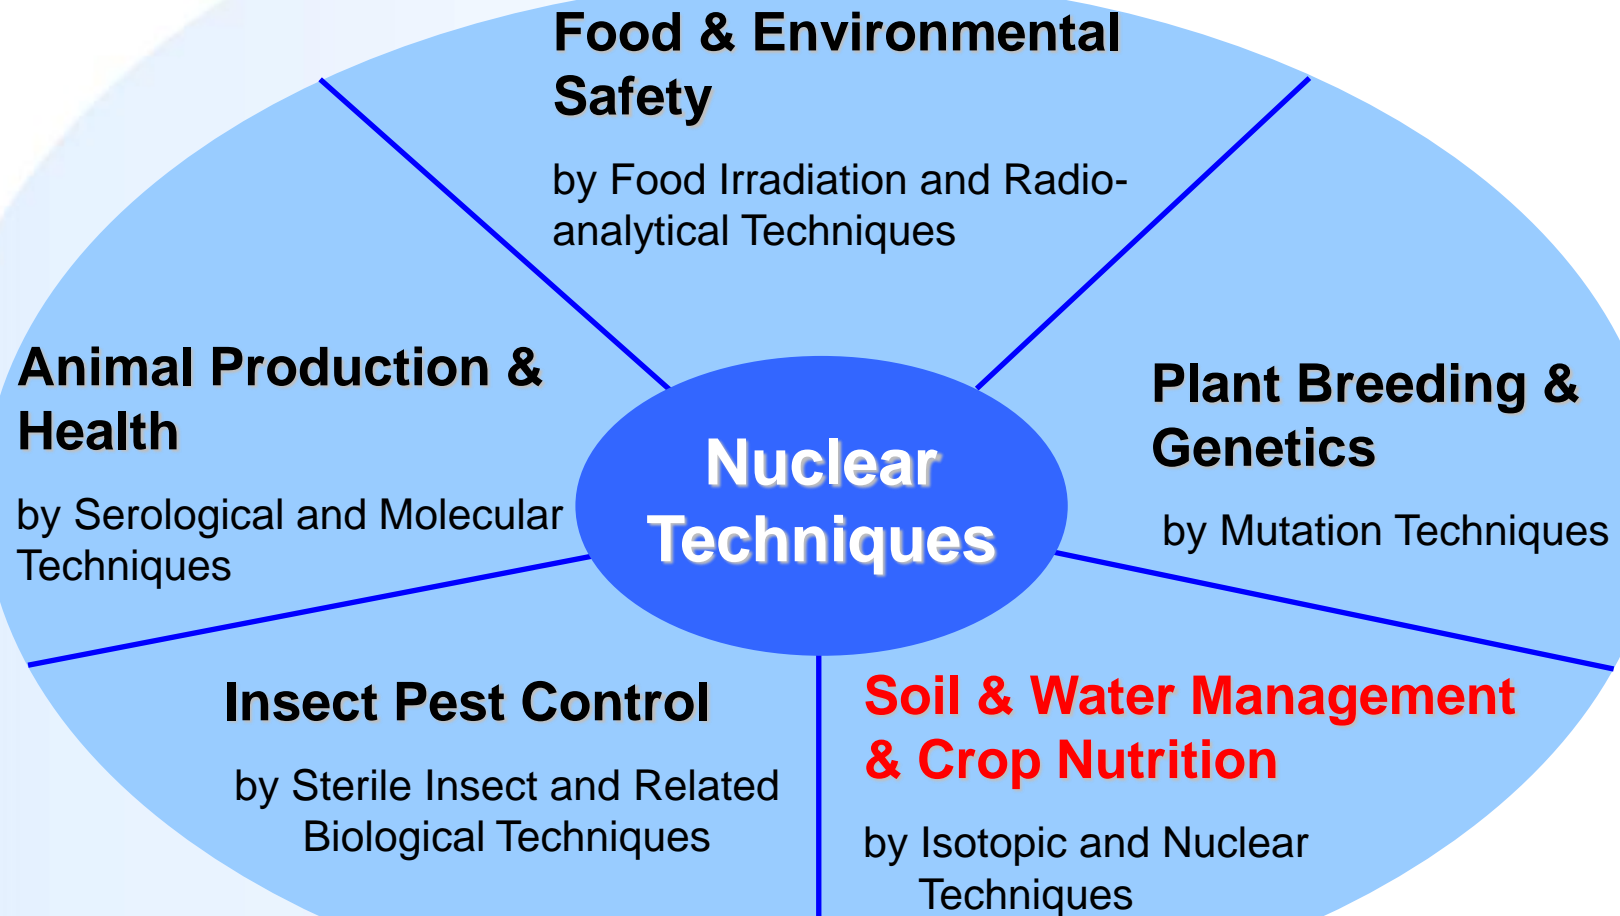 Food & Environmental
Safety
by Food Irradiation and Radio-
analytical Techniques
Animal Production &
Health
by Serological and Molecular
Techniques
Nuclear
Techniques
Plant Breeding &
Genetics
by Mutation Techniques
Insect Pest Control
by Sterile Insect and Related
Biological Techniques
Soil & Water Management
& Crop Nutrition
by Isotopic and Nuclear
Techniques